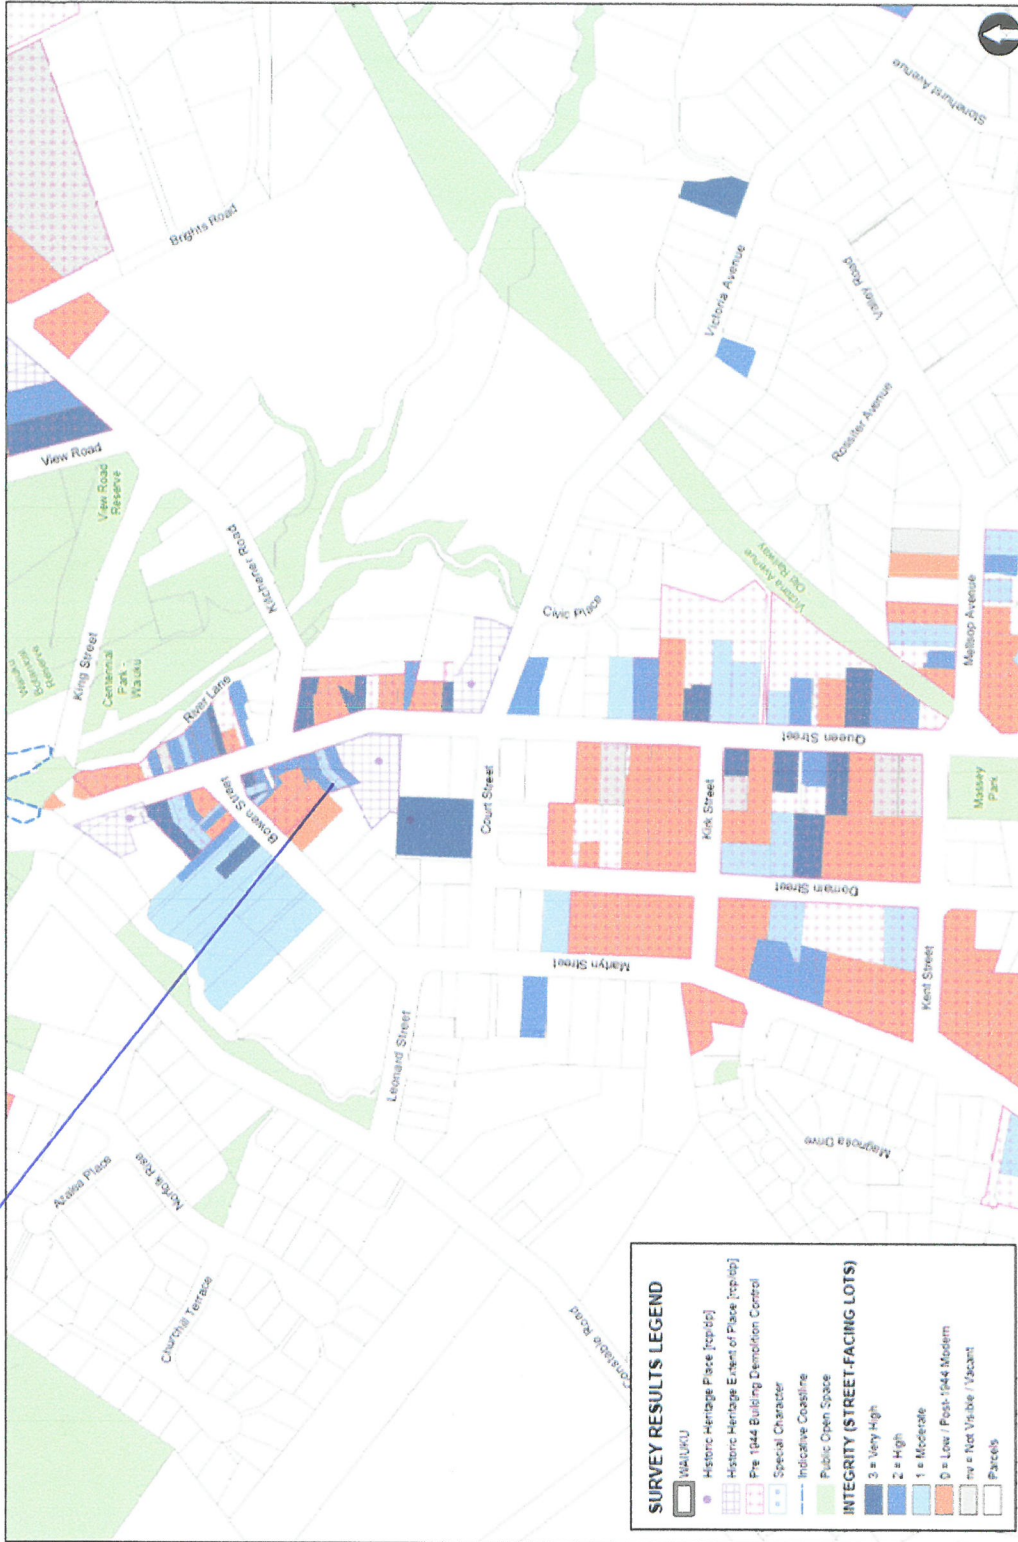 Stonehurst Avenue
Brights Road
Victoria Avenue
Valley Road
Rossiter Avenue
View Road
View Road
Reserve
Kitchener Road
King Street
Waiuku
Reserve
Centennial
Park -
Waiuku
River Lane
Civic Place
Victoria Avenue
Old Railway
Mellsop Avenue
Queen Street
Bowen Street
Court Street
Kirk Street
Massey
Park
Domain Street
Martyn Street
Kent Street
Leonard Street
Magnolia Drive
Azalea Place
Norfolk Rise
Churchill Terrace
Constable Road
SURVEY RESULTS LEGEND
WAIUKU
Historic Heritage Place [rcp/dp]
Historic Heritage Extent of Place [rcp/dp]
Pre 1944 Building Demolition Control
Special Character
Indicative Coastline
Public Open Space
INTEGRITY (STREET-FACING LOTS)
3 = Very High
2 = High
1 = Moderate
0 = Low / Post-1944 Modern
nv = Not Visible / Vacant
Parcels